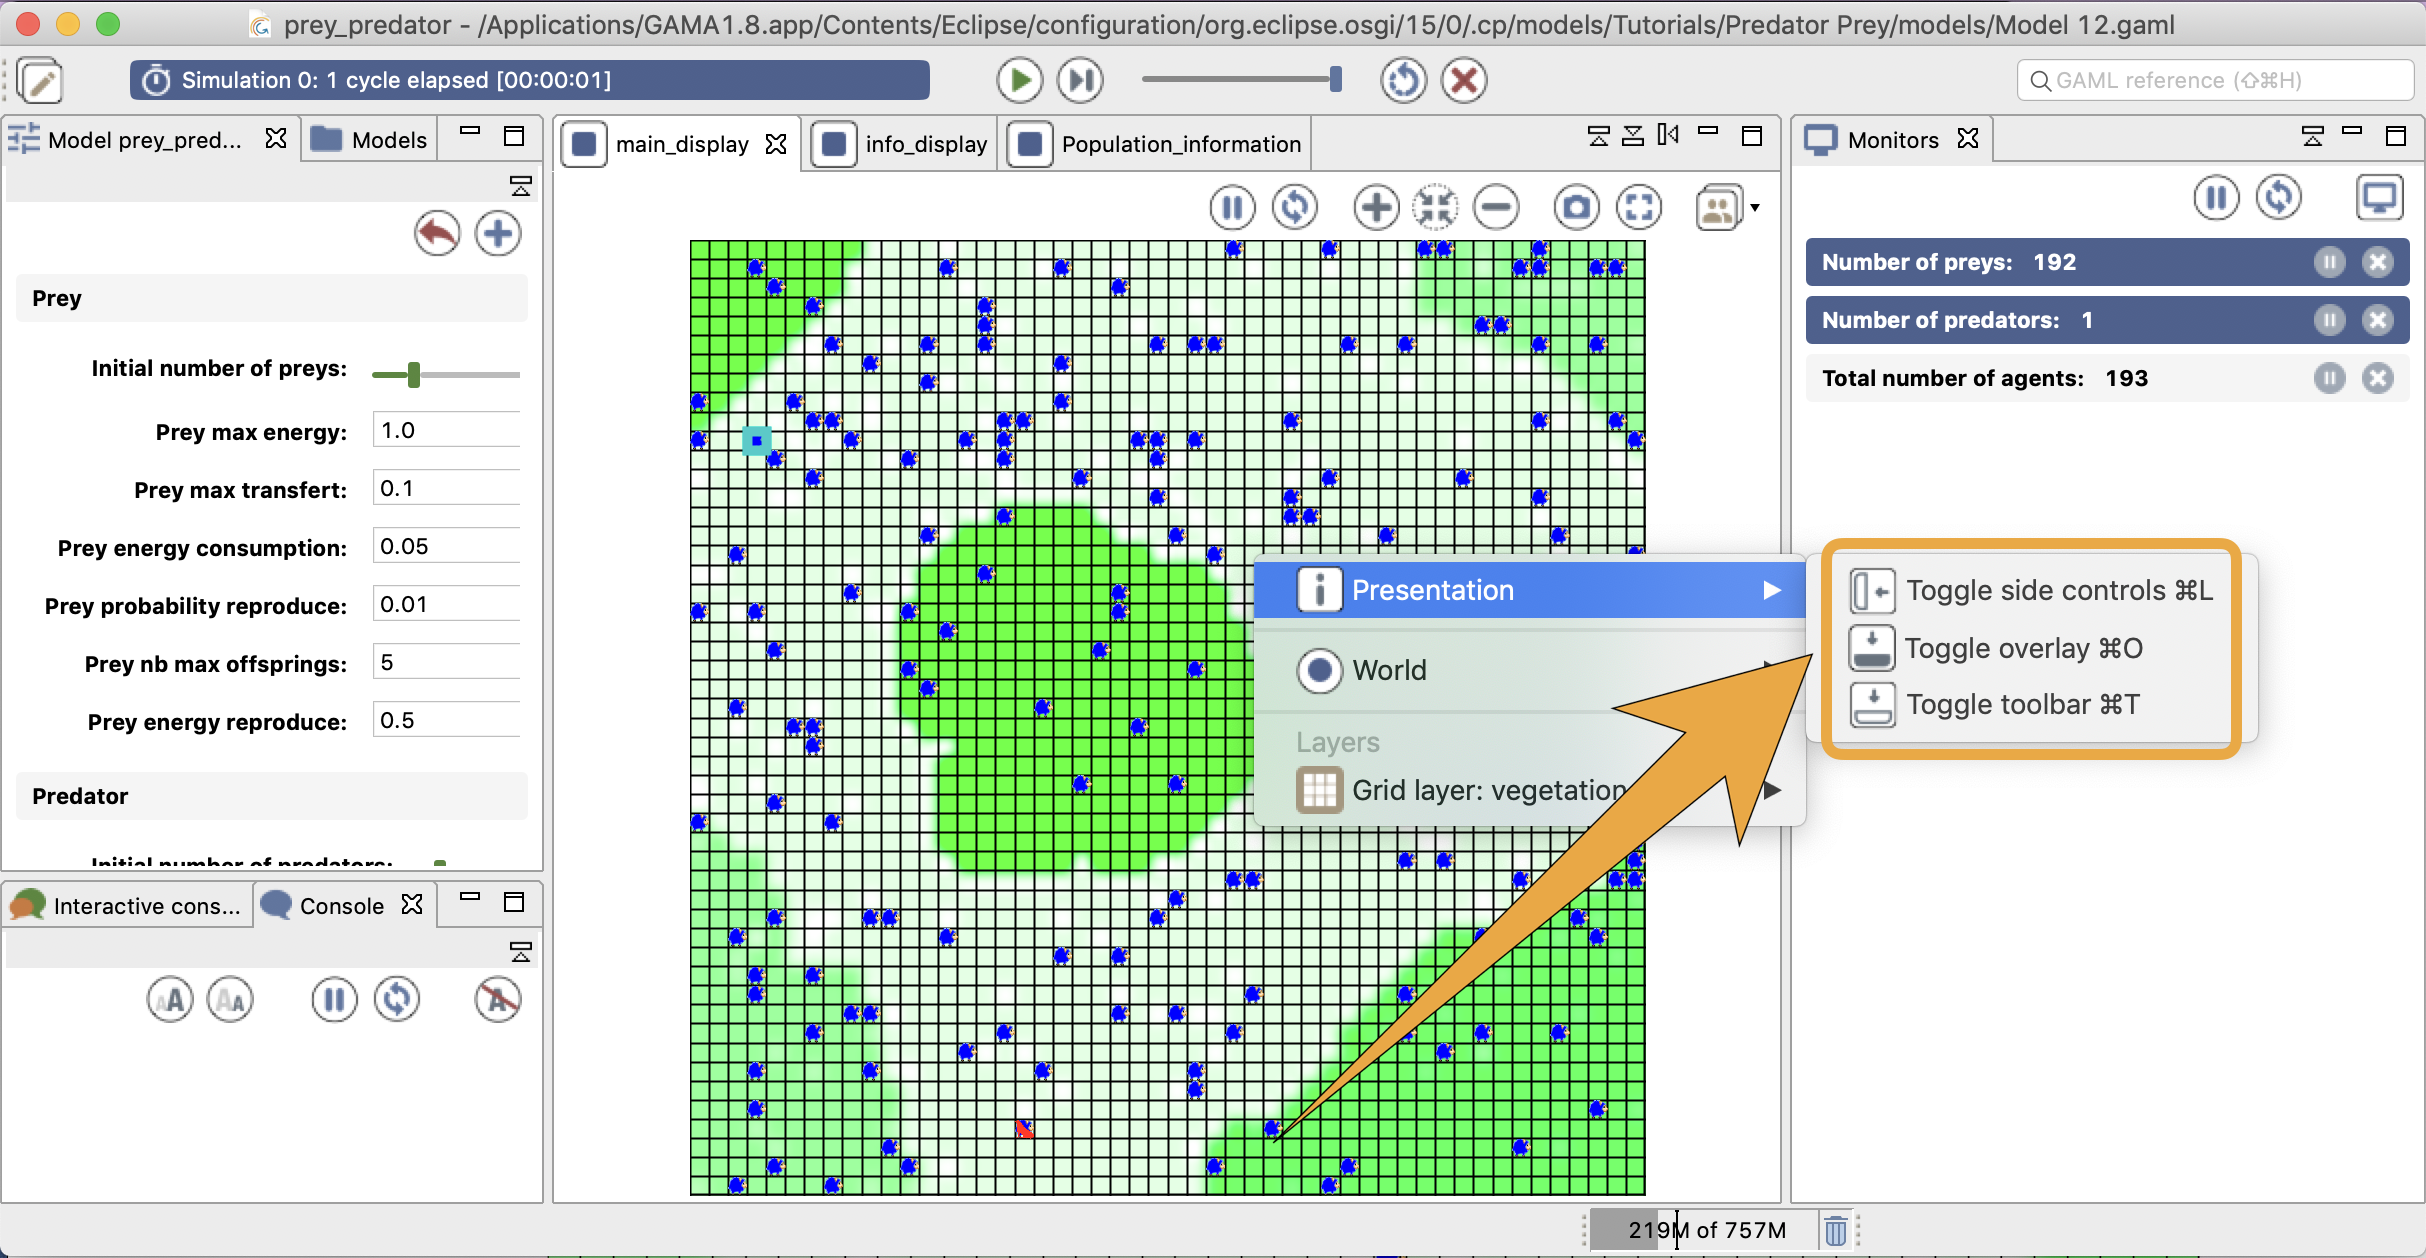 prey_predator - /Applications/GAMA1.8.app/Contents/Eclipse/configuration/org.eclipse.osgi/15/0/.cp/models/Tutorials/Predator Prey/models/Model 12.gaml
Simulation 0: 1 cycle elapsed [00:00:01]
GAML reference (⇧⌘H)
Model prey_pred...
Models
main_display
info_display
Population_information
Monitors
Prey
Initial number of preys:
Prey max energy: 1.0
Prey max transfert: 0.1
Prey energy consumption: 0.05
Prey probability reproduce: 0.01
Prey nb max offsprings: 5
Prey energy reproduce: 0.5
Predator
Initial number of predators:
Interactive cons...
Console
AA
AA
A
Number of preys: 192
Number of predators: 1
Total number of agents: 193
Presentation
World
Layers
Grid layer: vegetation
Toggle side controls ⌘L
Toggle overlay ⌘O
Toggle toolbar ⌘T
219M of 757M